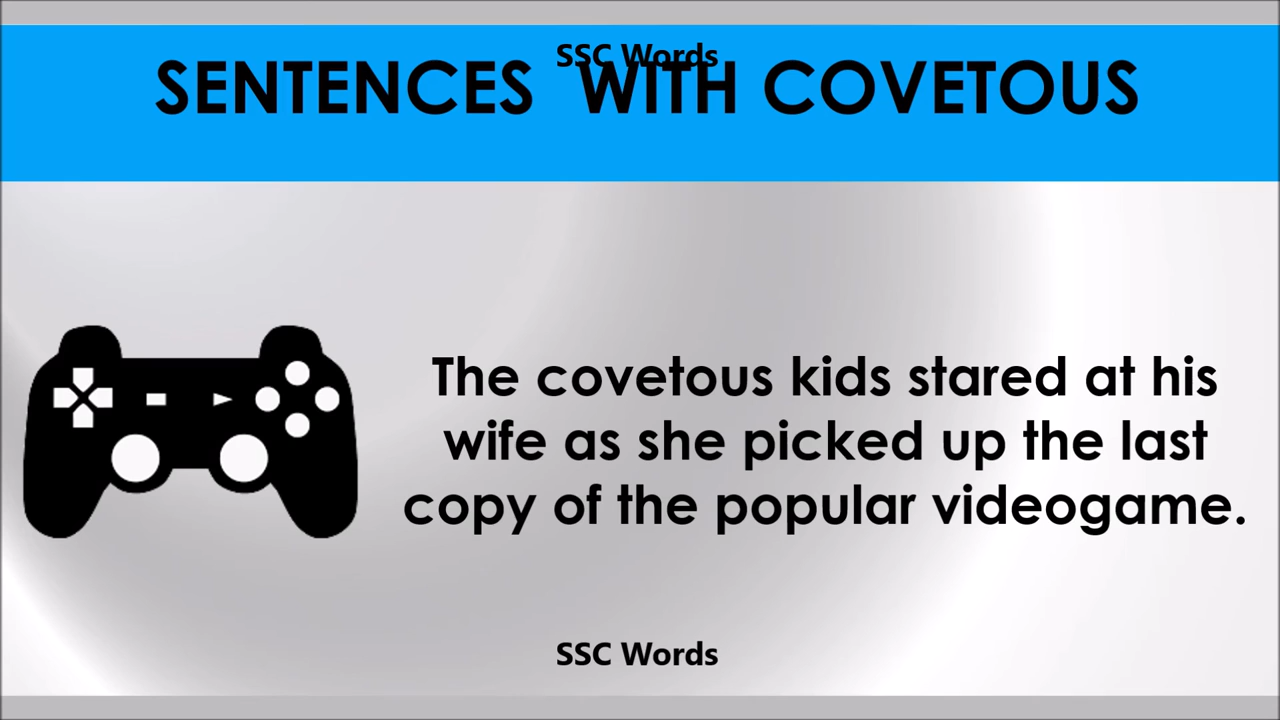 SSC Words
SENTENCES WITH COVETOUS
The covetous kids stared at his
wife as she picked up the last
copy of the popular videogame.
SSC Words